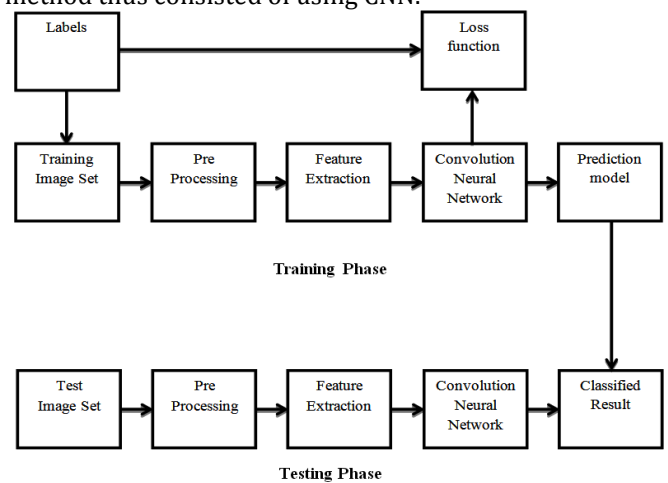 method thus consisted of using CNN.
Labels
Loss
function
Training
Image Set
Pre
Processing
Feature
Extraction
Convolution
Neural
Network
Prediction
model
Training Phase
Test
Image Set
Pre
Processing
Feature
Extraction
Convolution
Neural
Network
Classified
Result
Testing Phase